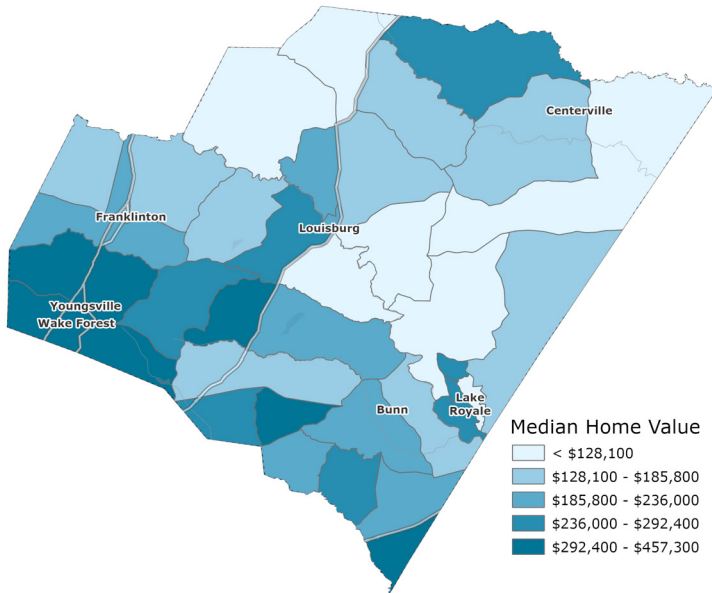 Centerville
Franklinton
Louisburg
Youngsville
Wake Forest
Lake
Royale
Bunn
Median Home Value
< $128,100
$128,100 - $185,800
$185,800 - $236,000
$236,000 - $292,400
$292,400 - $457,300